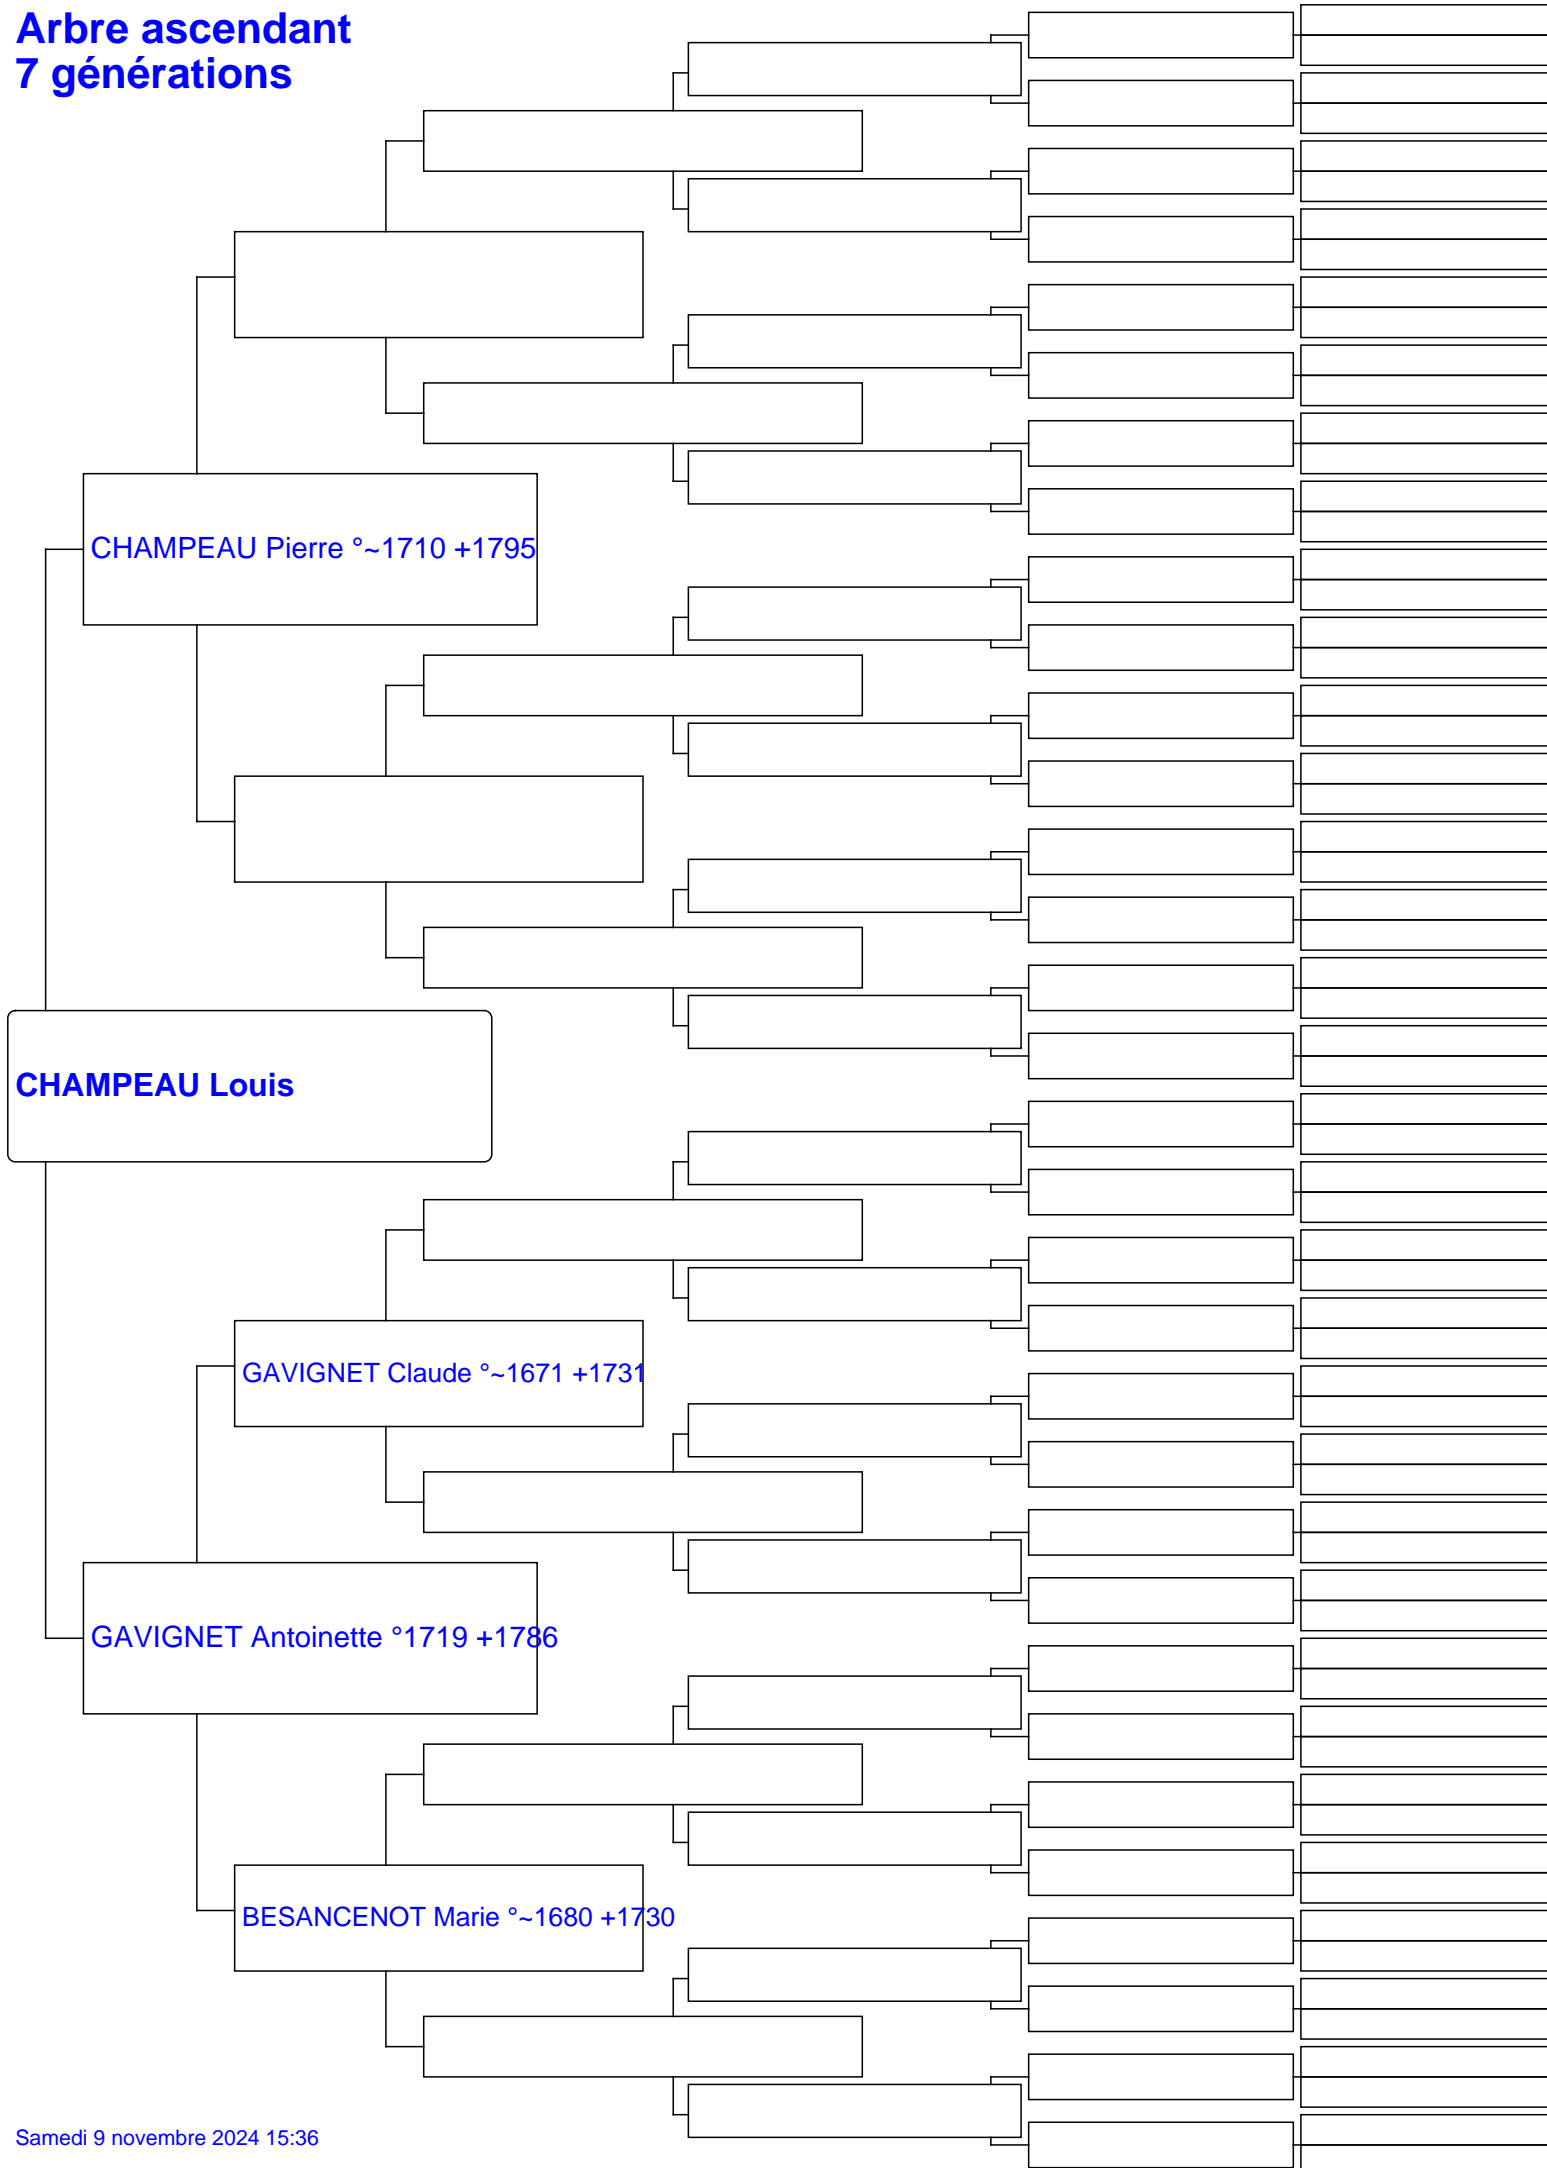 Arbre ascendant
7 générations
CHAMPEAU Pierre °~1710 +1795
CHAMPEAU Louis
GAVIGNET Claude °~1671 +1731
GAVIGNET Antoinette °1719 +1786
BESANCENOT Marie °~1680 +1730
Samedi 9 novembre 2024 15:36